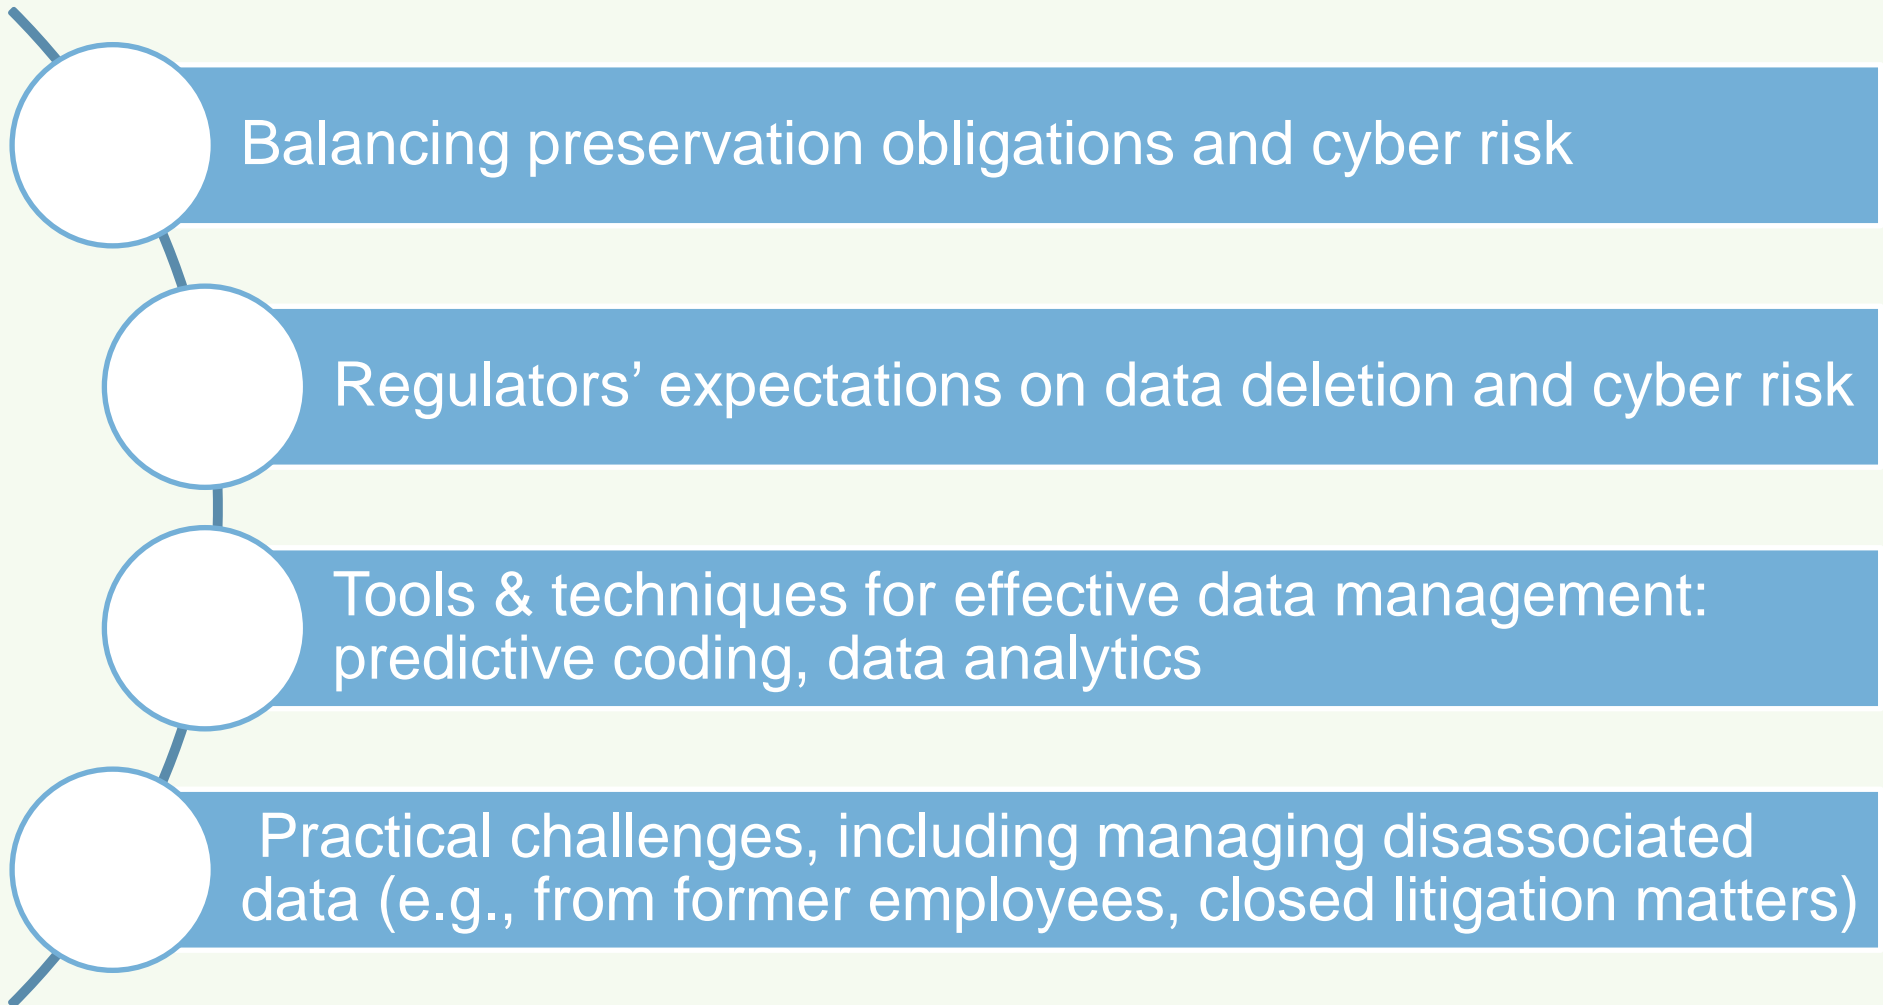 Balancing preservation obligations and cyber risk
Regulators’ expectations on data deletion and cyber risk
Tools & techniques for effective data management:
predictive coding, data analytics
Practical challenges, including managing disassociated
data (e.g., from former employees, closed litigation matters)